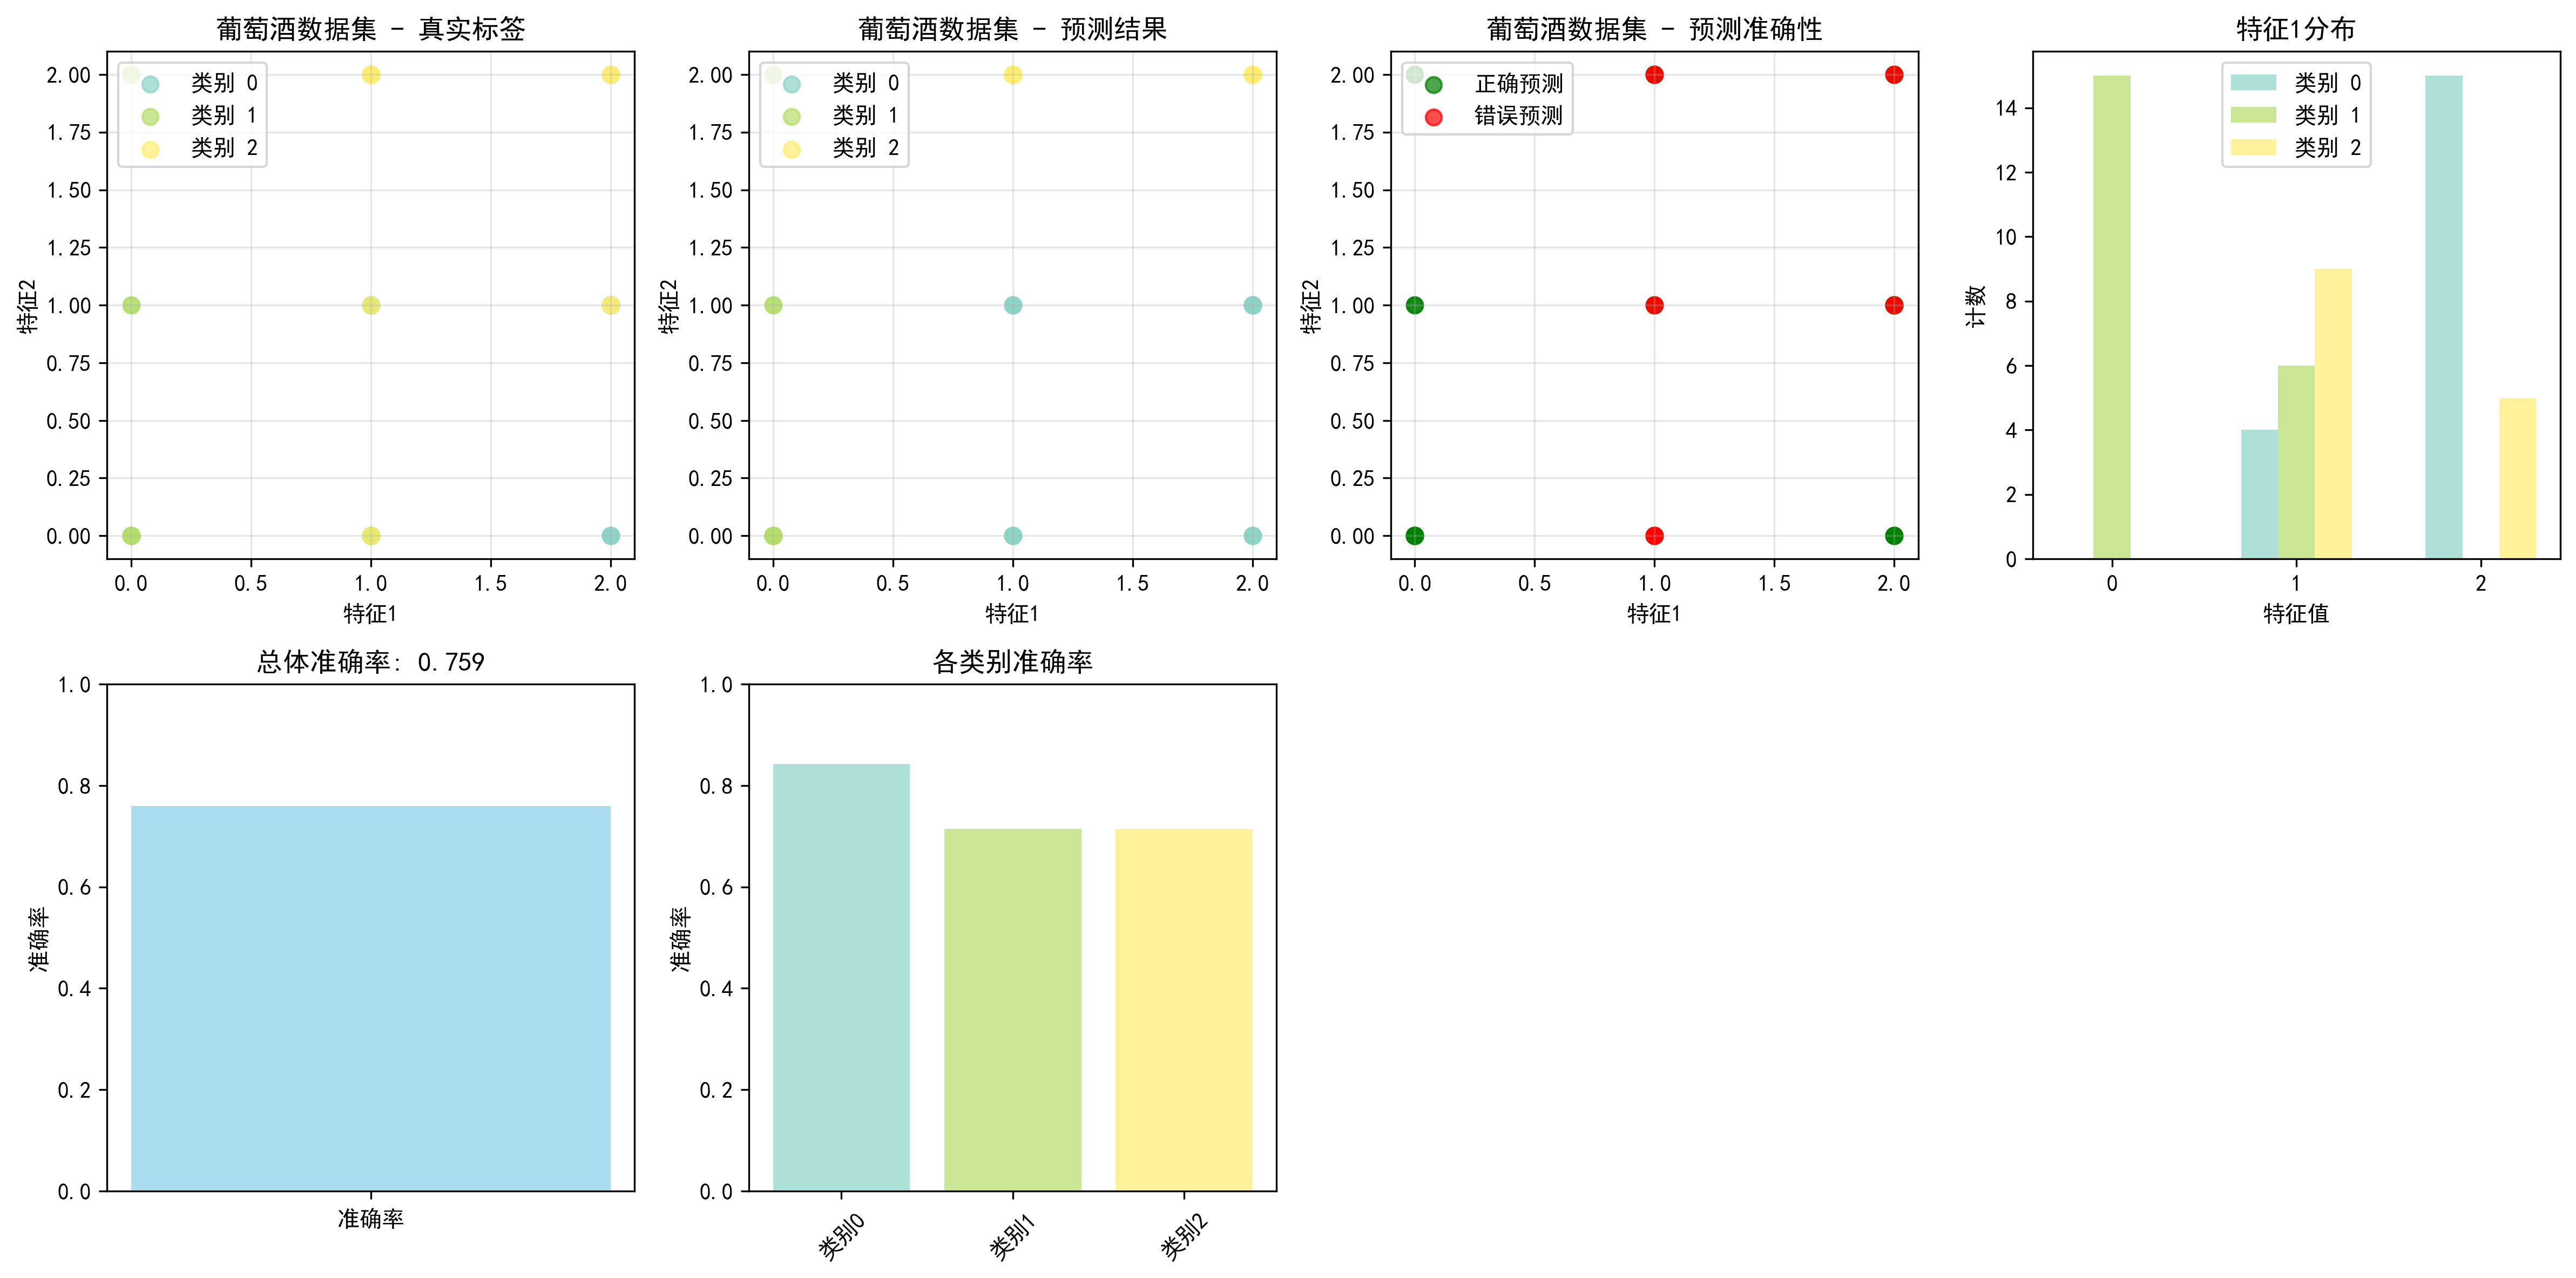 葡萄酒数据集 - 真实标签
类别 0
类别 1
类别 2
2.00
1.75
1.50
1.25
1.00
0.75
0.50
0.25
0.00
特征2
0.0
0.5
1.0
1.5
2.0
特征1
葡萄酒数据集 - 预测结果
类别 0
类别 1
类别 2
2.00
1.75
1.50
1.25
1.00
0.75
0.50
0.25
0.00
特征2
0.0
0.5
1.0
1.5
2.0
特征1
葡萄酒数据集 - 预测准确性
正确预测
错误预测
2.00
1.75
1.50
1.25
1.00
0.75
0.50
0.25
0.00
特征2
0.0
0.5
1.0
1.5
2.0
特征1
特征1分布
类别 0
类别 1
类别 2
14
12
10
8
6
4
2
0
计数
0
1
2
特征值
总体准确率: 0.759
1.0
0.8
0.6
0.4
0.2
0.0
准确率
准确率
各类别准确率
1.0
0.8
0.6
0.4
0.2
0.0
准确率
类别0
类别1
类别2